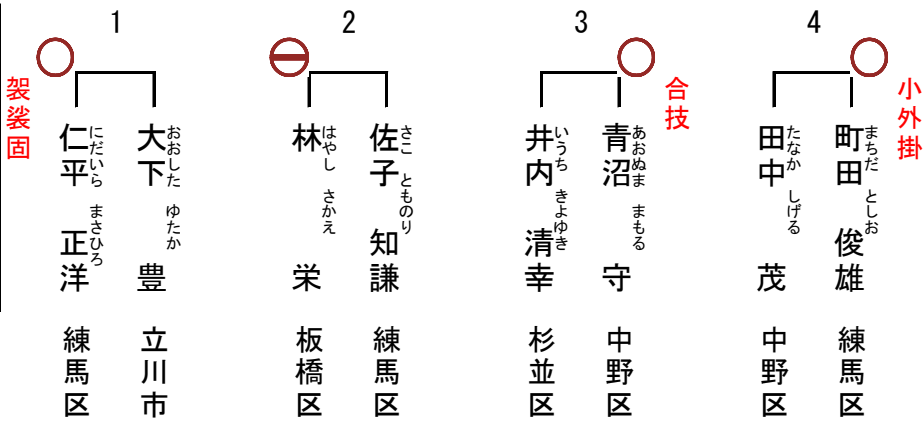 1
袈裟固
仁平 正洋
にだいら まさひろ
練馬区
大下 豊
おおした ゆたか
立川市
2
林 栄
はやし さかえ
板橋区
佐子 知謙
さこ とものり
練馬区
3
井内 清幸
いうち きよゆき
杉並区
青沼 守
あおぬま まもる
中野区
合技
4
田中 茂
たなか しげる
中野区
町田 俊雄
まちだ としお
練馬区
小外掛